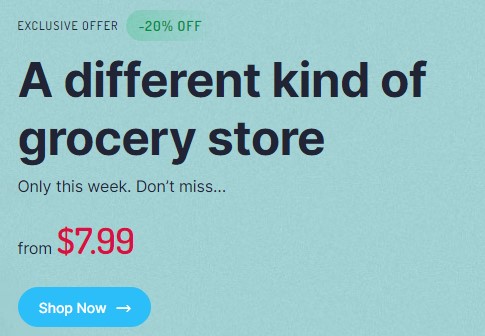 EXCLUSIVE OFFER -20% OFF
A different kind of
grocery store
Only this week. Don’t miss...
from $7.99
Shop Now →